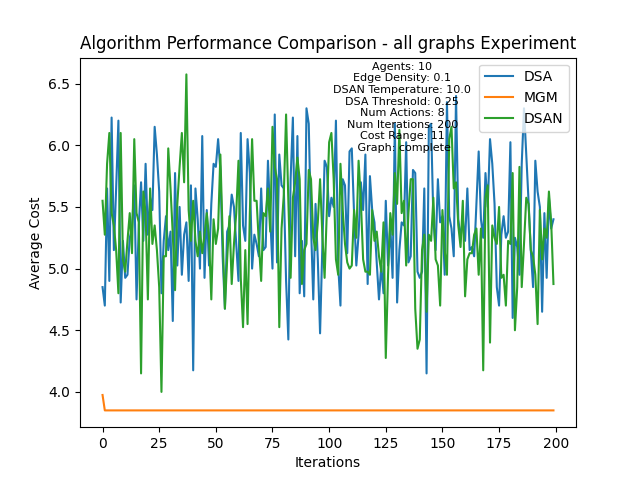 Algorithm Performance Comparison - all graphs Experiment
Agents: 10
Edge Density: 0.1
DSAN Temperature: 10.0
DSA Threshold: 0.25
Num Actions: 8
Num Iterations: 200
Cost Range: 11
Graph: complete
DSA
MGM
DSAN
Average Cost
6.5
6.0
5.5
5.0
4.5
4.0
0 25 50 75 100 125 150 175 200
Iterations